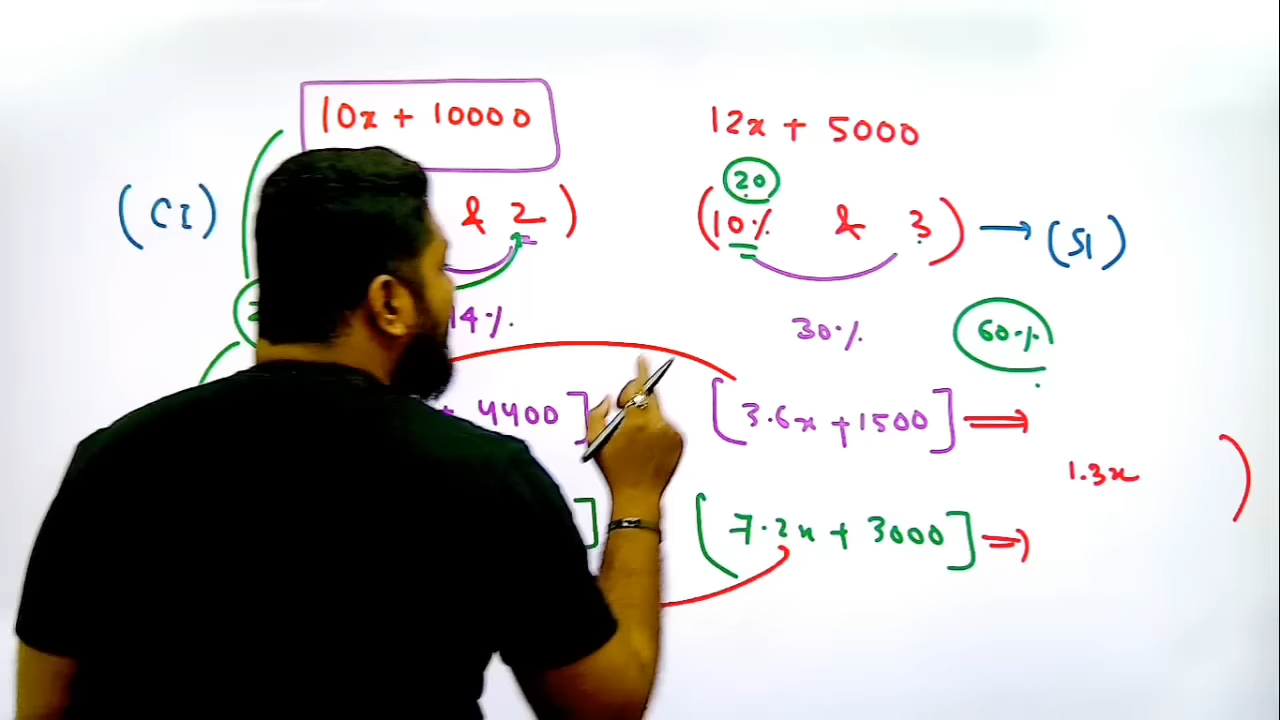 10x + 10000
12x + 5000
20
(CI)
& 2)
(10% & 3) → (SI)
14%.
30%
60%
4400]
[3.6x + 1500] ⇒
1.3x )
]
[7.2x + 3000] ⇒